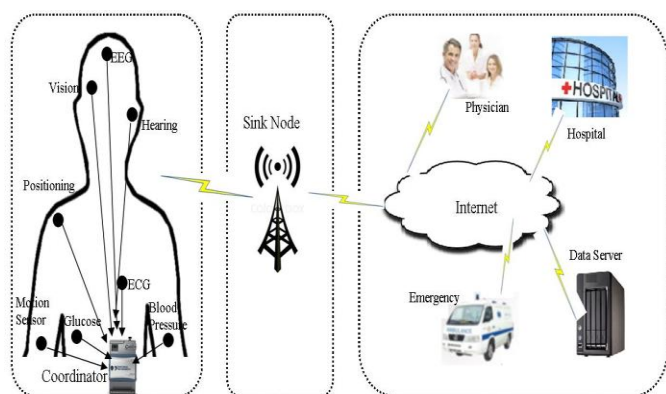 EEG
Vision
Hearing
Positioning
ECG
Motion
Sensor
Glucose
Blood
Pressure
Coordinator
Sink Node
Physician
HOSPITAL
Hospital
Internet
Data Server
Emergency
AMBULANCE